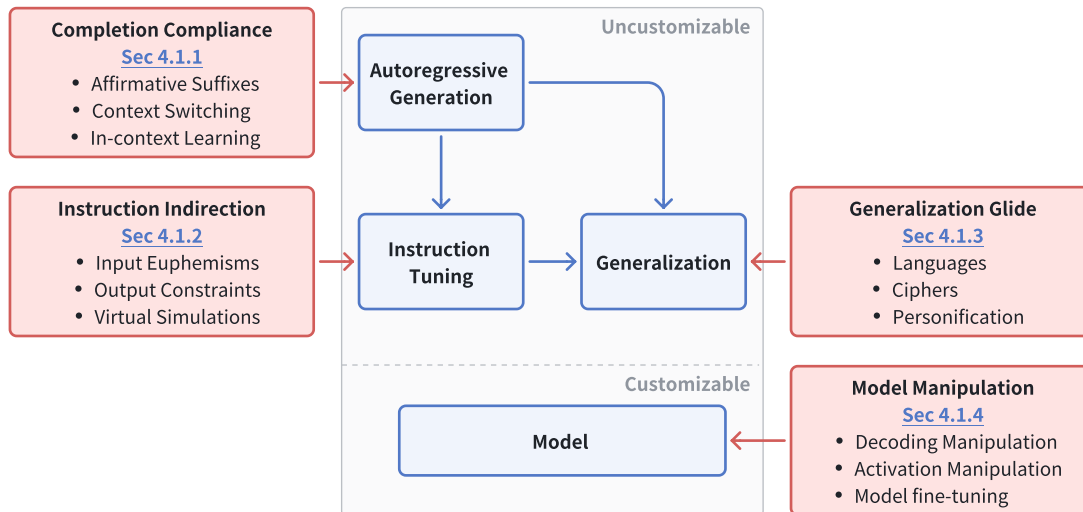 Completion Compliance
Sec 4.1.1
• Affirmative Suffixes
• Context Switching
• In-context Learning
Instruction Indirection
Sec 4.1.2
• Input Euphemisms
• Output Constraints
• Virtual Simulations
Uncustomizable
Autoregressive
Generation
Instruction
Tuning
Generalization
Customizable
Model
Generalization Glide
Sec 4.1.3
• Languages
• Ciphers
• Personification
Model Manipulation
Sec 4.1.4
• Decoding Manipulation
• Activation Manipulation
• Model fine-tuning